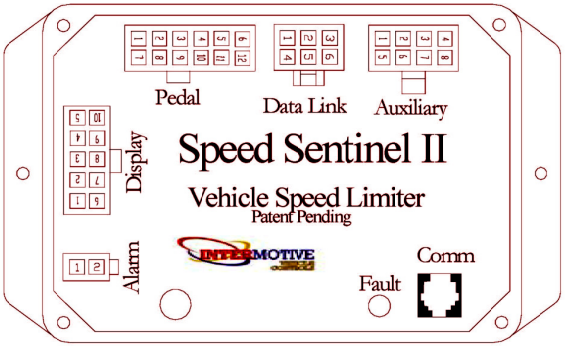 1 2 3 4 5 6
7 8 9 10 11 12
Pedal
1 2 3
4 5 6
Data Link
1 2 3 4
5 6 7 8
Auxiliary
5 10
4 9
3 8
2 7
1 6
Display
Speed Sentinel II
Vehicle Speed Limiter
Patent Pending
1 2
Alarm
INTERMOTIVE
VEHICLE
CONTROLS
Fault
Comm